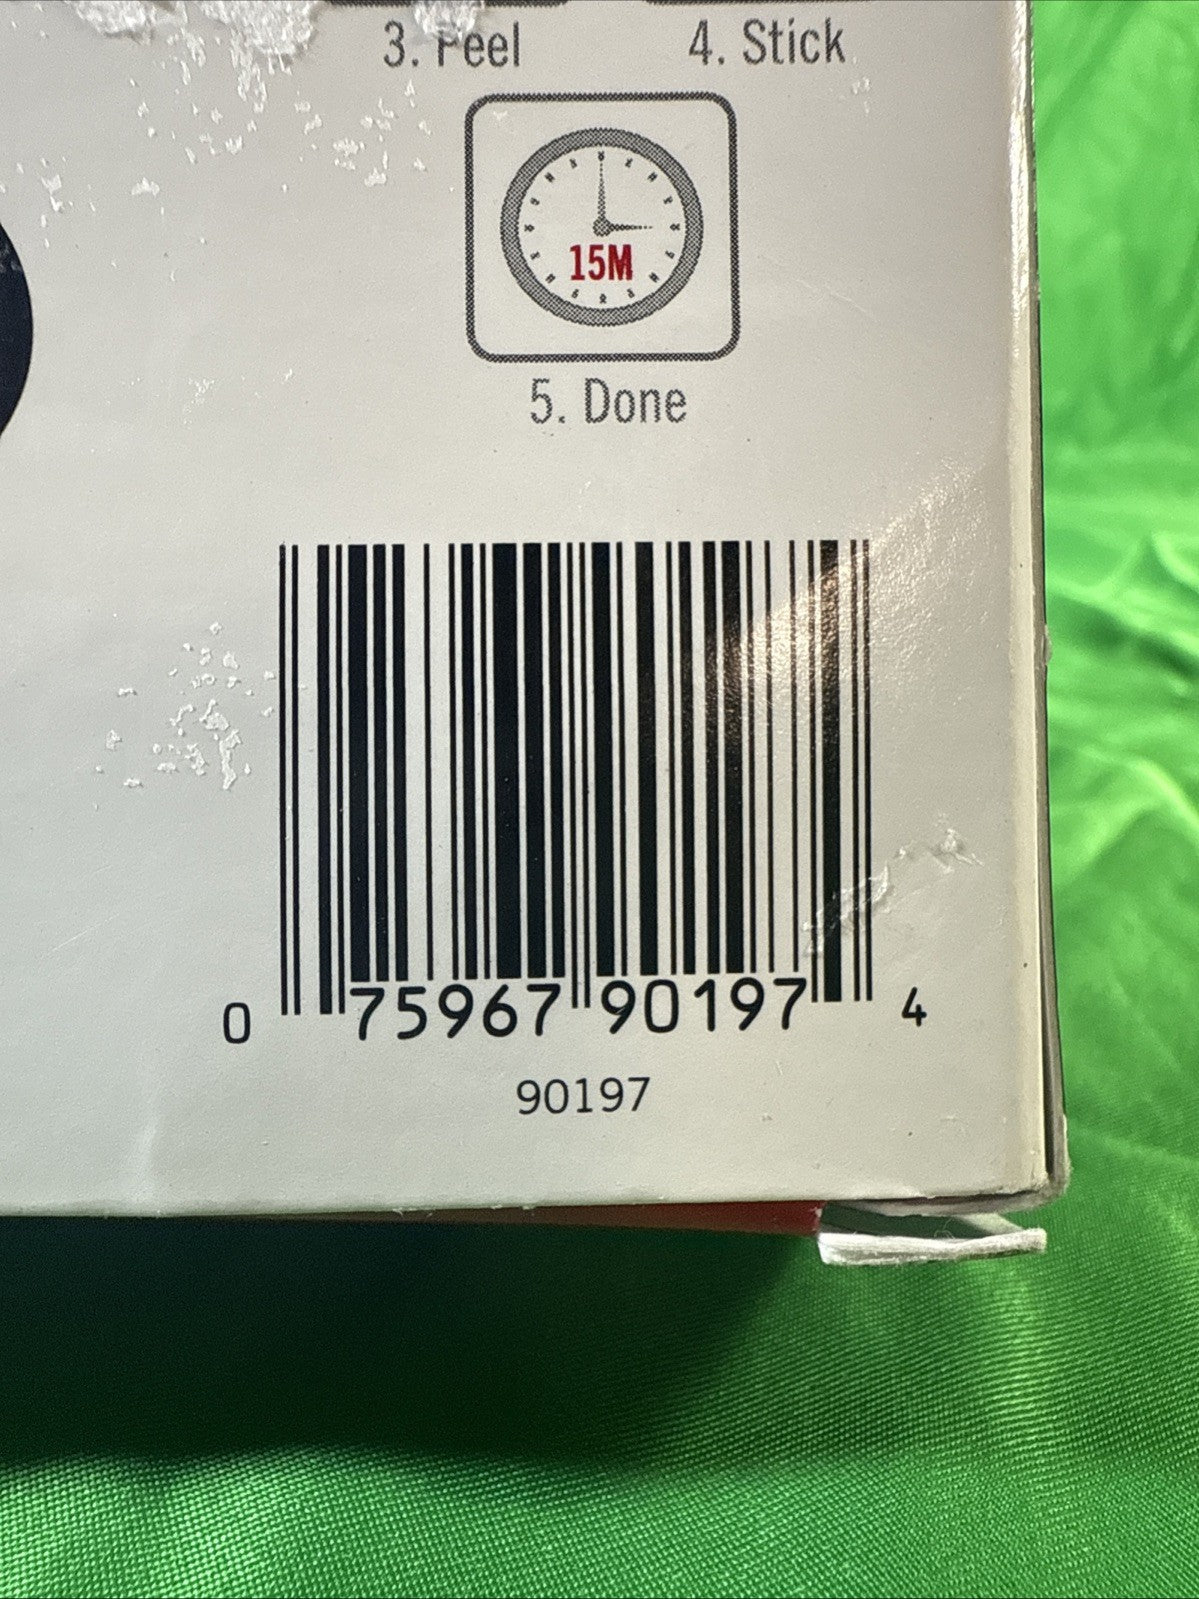 3. Peel 4. Stick
15M
5. Done
0 75967 90197 4
90197